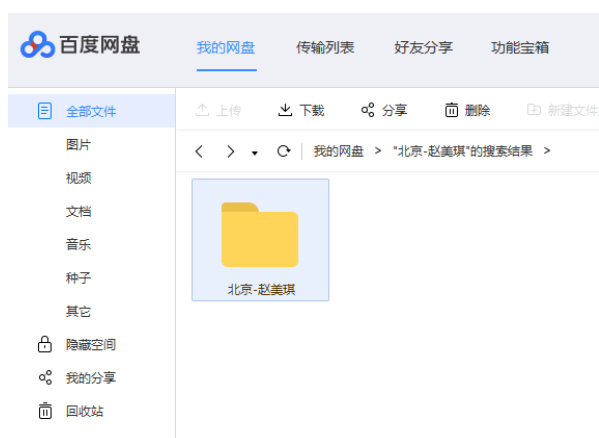 百度网盘 我的网盘 传输列表 好友分享 功能宝箱
全部文件 上传 下载 分享 删除 新建文件
图片
我的网盘 > "北京-赵美琪"的搜索结果 >
视频
文档
音乐
种子
北京-赵美琪
其它
隐藏空间
我的分享
回收站